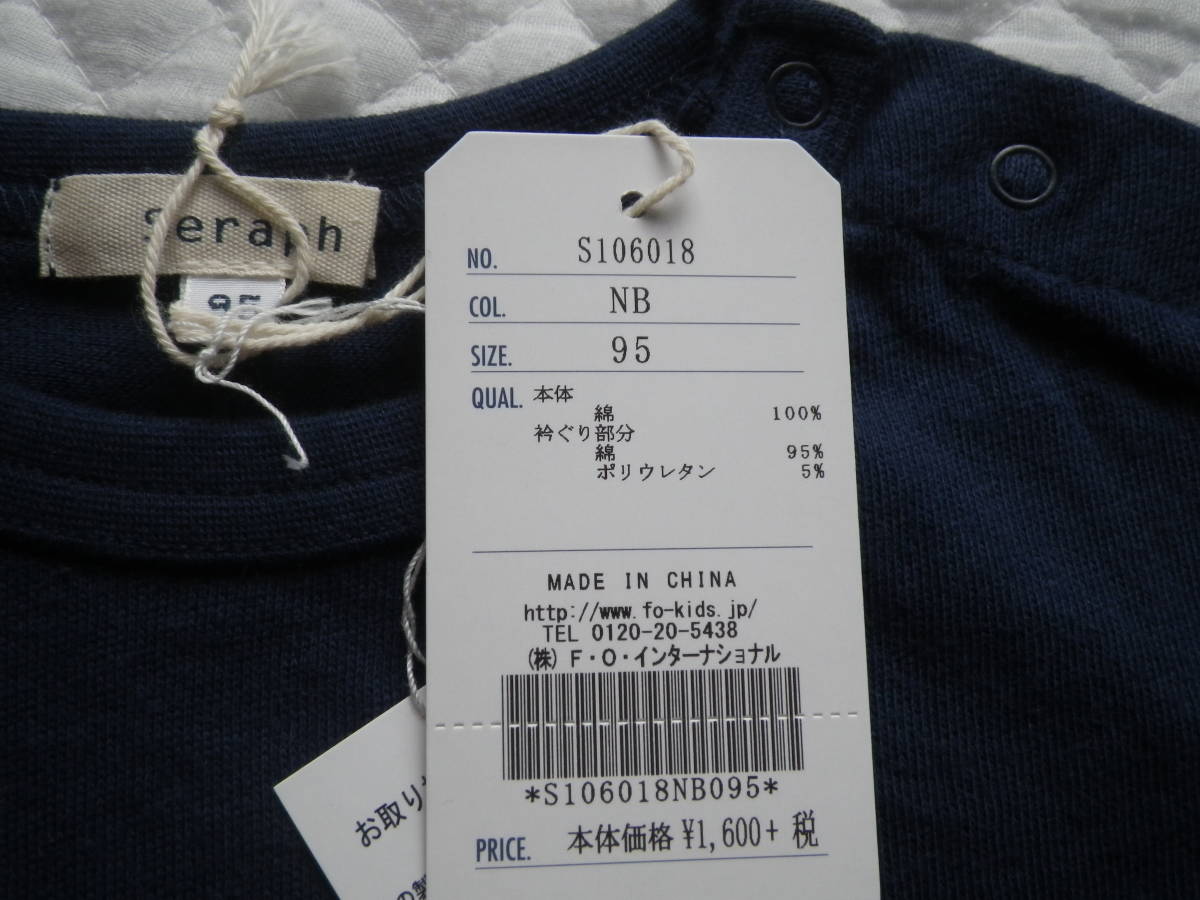 seraph
95
NO. S106018
COL. NB
SIZE. 95
QUAL. 本体
綿 100%
衿ぐり部分
綿 95%
ポリウレタン 5%
MADE IN CHINA
http://www.fo-kids.jp/
TEL 0120-20-5438
(株) F・O・インターナショナル
*S106018NB095*
PRICE. 本体価格 ¥1,600+ 税
お取り
の製